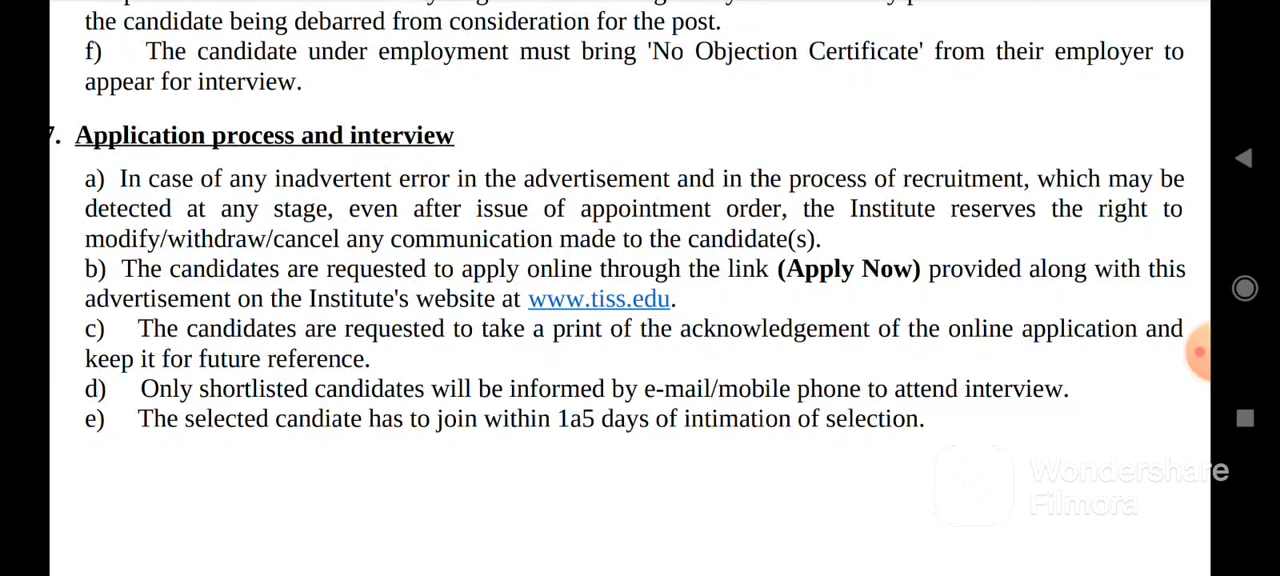 the candidate being debarred from consideration for the post.
f) The candidate under employment must bring 'No Objection Certificate' from their employer to
appear for interview.
7. Application process and interview
a) In case of any inadvertent error in the advertisement and in the process of recruitment, which may be
detected at any stage, even after issue of appointment order, the Institute reserves the right to
modify/withdraw/cancel any communication made to the candidate(s).
b) The candidates are requested to apply online through the link (Apply Now) provided along with this
advertisement on the Institute's website at www.tiss.edu.
c) The candidates are requested to take a print of the acknowledgement of the online application and
keep it for future reference.
d) Only shortlisted candidates will be informed by e-mail/mobile phone to attend interview.
e) The selected candiate has to join within 1a5 days of intimation of selection.
Wondershare
Filmora